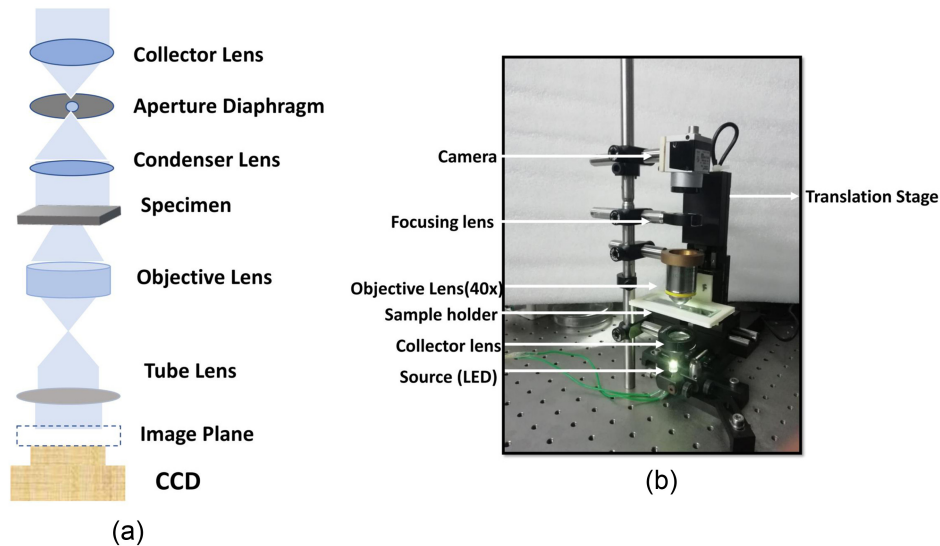 Collector Lens
Aperture Diaphragm
Condenser Lens
Specimen
Objective Lens
Tube Lens
Image Plane
CCD
(a)
Camera
Translation Stage
Focusing lens
Objective Lens(40x)
Sample holder
Collector lens
Source (LED)
(b)